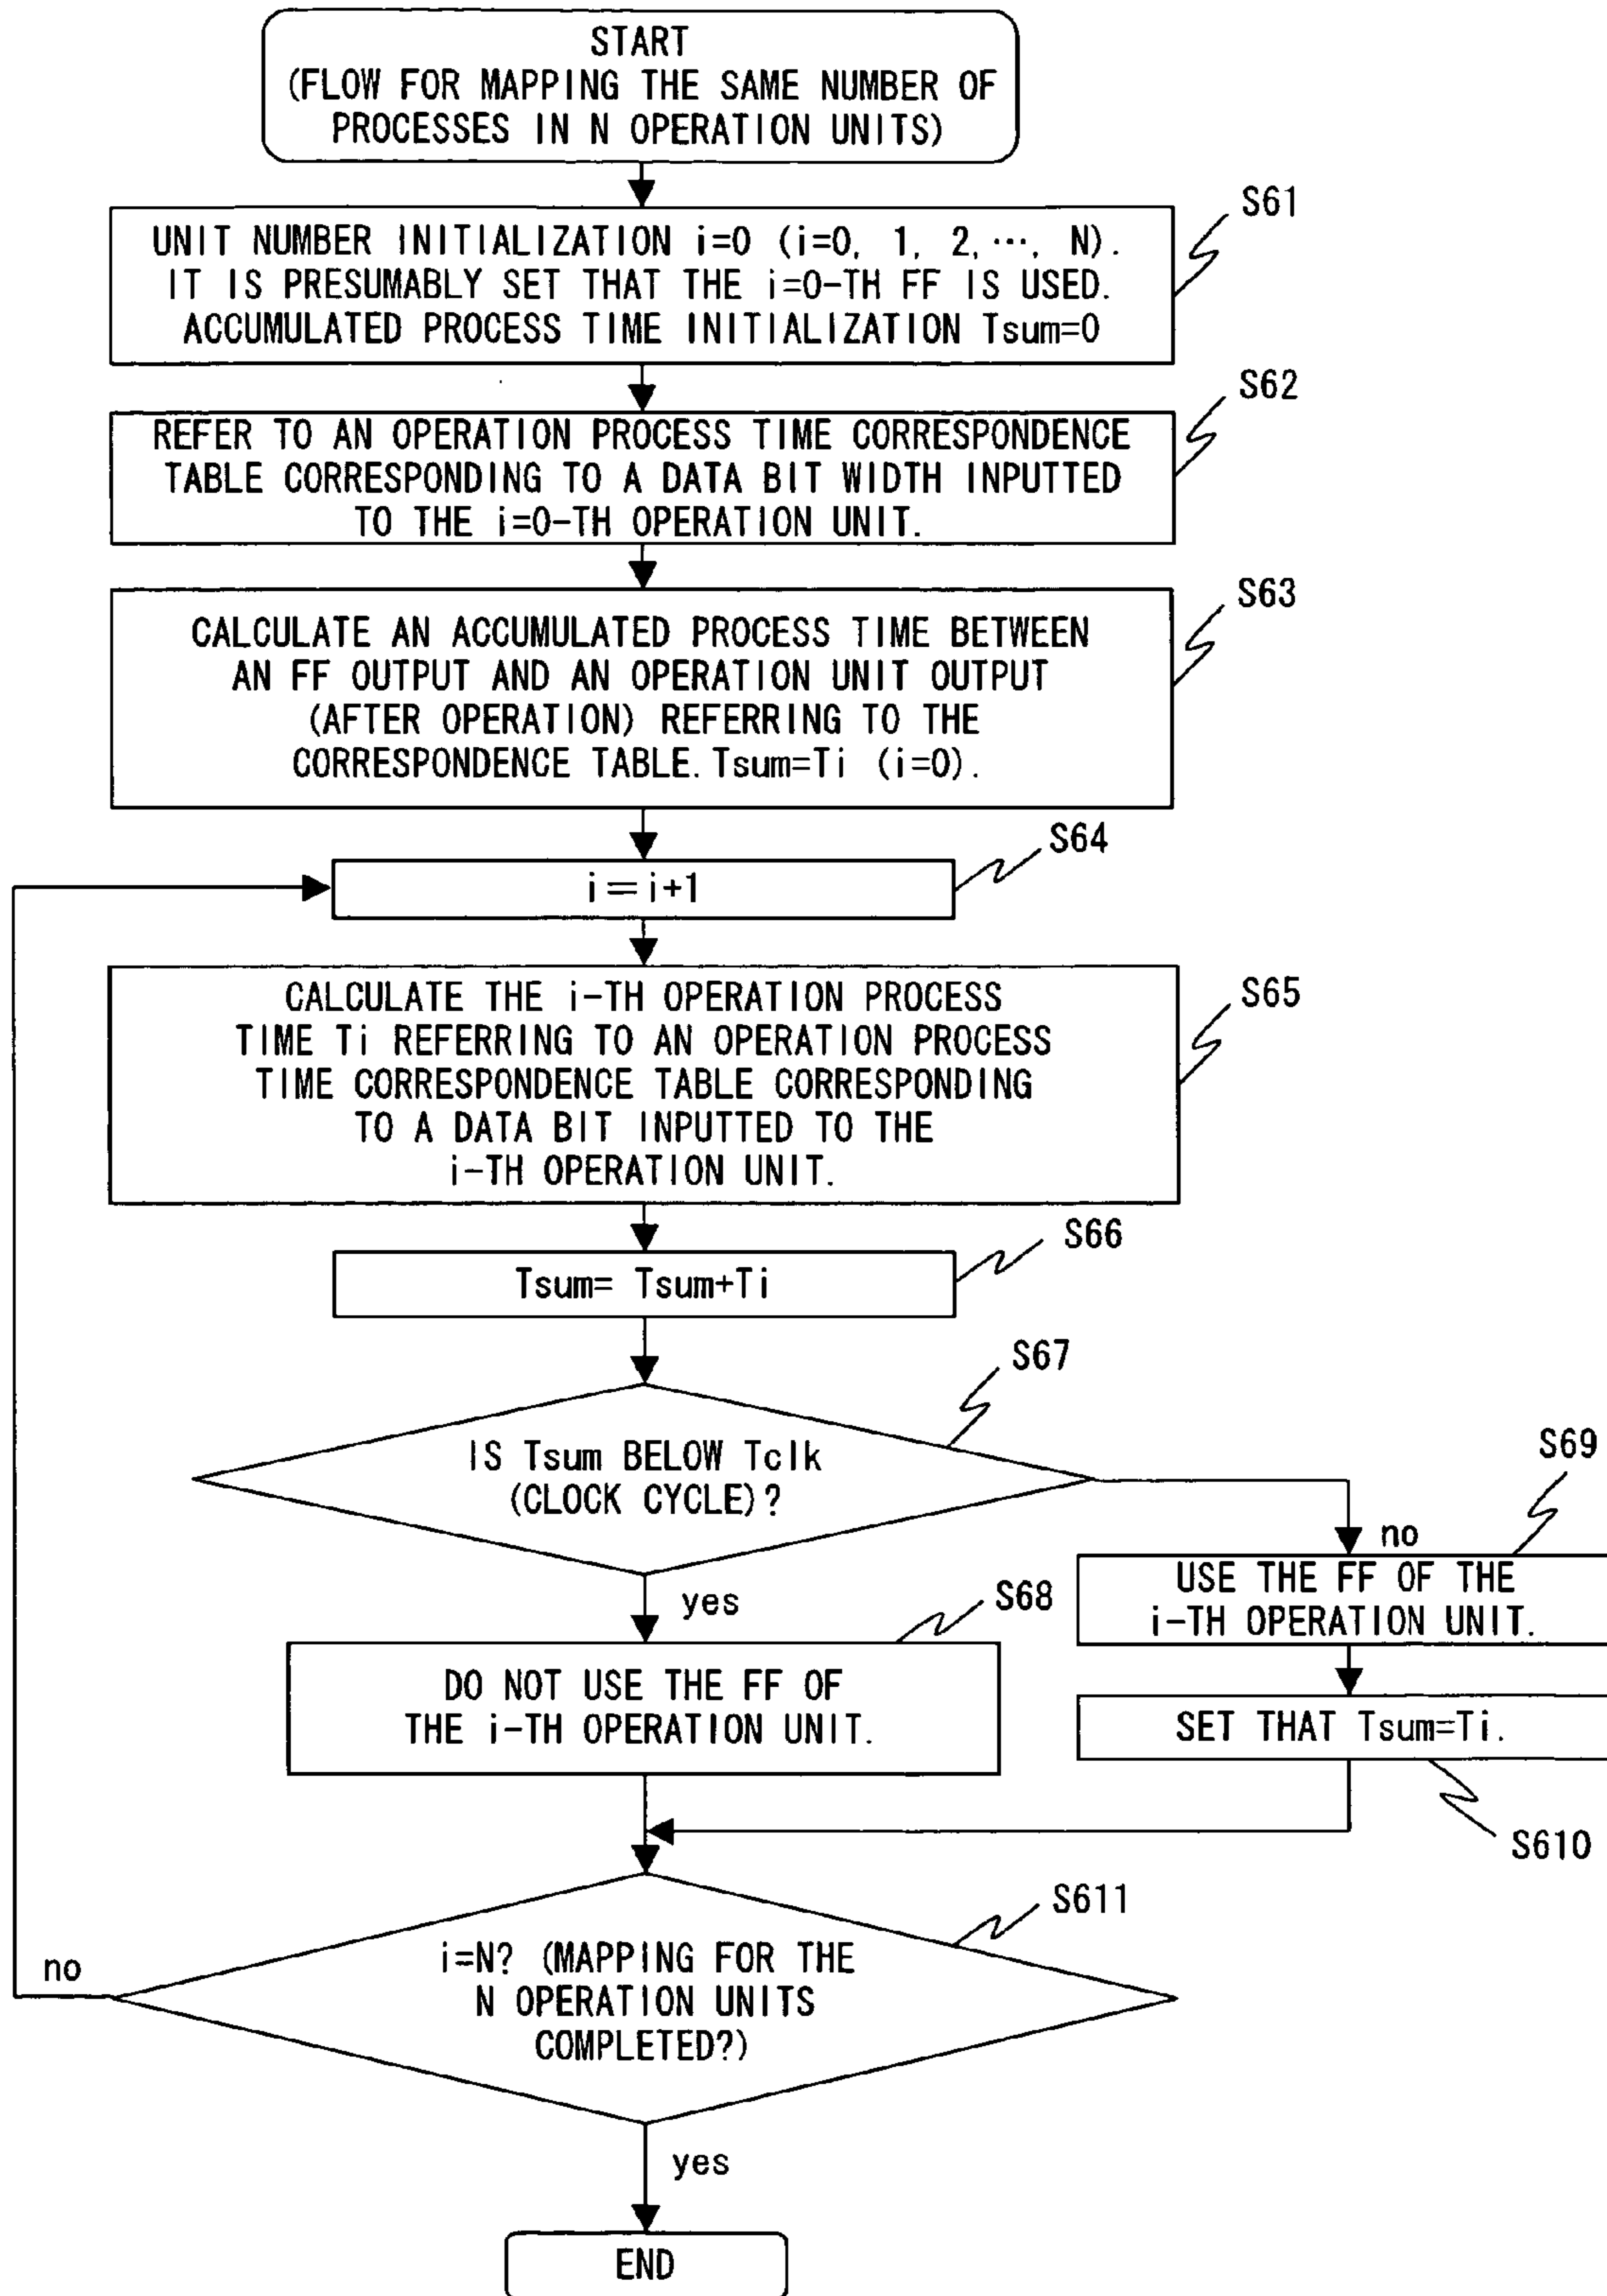 START
(FLOW FOR MAPPING THE SAME NUMBER OF
PROCESSES IN N OPERATION UNITS)
S61
UNIT NUMBER INITIALIZATION i=0 (i=0, 1, 2, ⋯, N).
IT IS PRESUMABLY SET THAT THE i=0-TH FF IS USED.
ACCUMULATED PROCESS TIME INITIALIZATION Tsum=0
S62
REFER TO AN OPERATION PROCESS TIME CORRESPONDENCE
TABLE CORRESPONDING TO A DATA BIT WIDTH INPUTTED
TO THE i=0-TH OPERATION UNIT.
S63
CALCULATE AN ACCUMULATED PROCESS TIME BETWEEN
AN FF OUTPUT AND AN OPERATION UNIT OUTPUT
(AFTER OPERATION) REFERRING TO THE
CORRESPONDENCE TABLE. Tsum=Ti (i=0).
S64
i=i+1
S65
CALCULATE THE i-TH OPERATION PROCESS
TIME Ti REFERRING TO AN OPERATION PROCESS
TIME CORRESPONDENCE TABLE CORRESPONDING
TO A DATA BIT INPUTTED TO THE
i-TH OPERATION UNIT.
S66
Tsum= Tsum+Ti
S67
IS Tsum BELOW Tclk
(CLOCK CYCLE)?
S69
no
USE THE FF OF THE
i-TH OPERATION UNIT.
yes
S68
DO NOT USE THE FF OF
THE i-TH OPERATION UNIT.
SET THAT Tsum=Ti.
S610
S611
i=N? (MAPPING FOR THE
N OPERATION UNITS
COMPLETED?)
no
yes
END